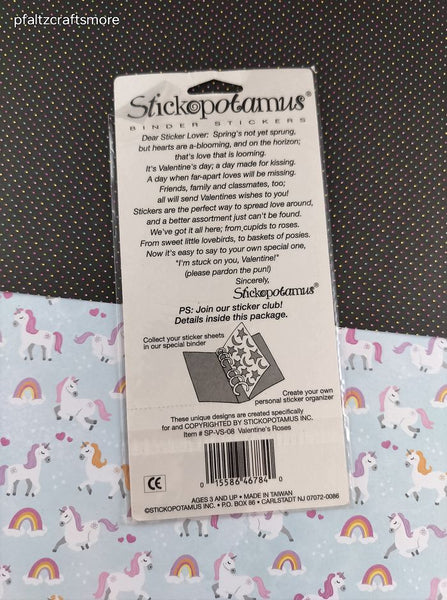 pfaltzcraftsmore
Stickopotamus®
BINDER STICKERS
Dear Sticker Lover: Spring's not yet sprung,
but hearts are a-blooming, and on the horizon;
that's love that is looming.
It's Valentine's day; a day made for kissing.
A day when far-apart loves will be missing.
Friends, family and classmates, too;
all will send Valentines wishes to you!
Stickers are the perfect way to spread love around,
and a better assortment just can't be found.
We've got it all here; from cupids to roses.
From sweet little lovebirds, to baskets of posies.
Now it's easy to say to your own special one,
"I'm stuck on you, Valentine!"
(please pardon the pun!)
Sincerely,
Stickopotamus®
PS: Join our sticker club!
Details inside this package.
Collect your sticker sheets
in our special binder
Create your own
personal sticker organizer
These unique designs are created specifically
for and COPYRIGHTED BY STICKOPOTAMUS INC.
Item # SP-VS-08 Valentine's Roses
CE
0 15586 46784 0
AGES 3 AND UP • MADE IN TAIWAN
©STICKOPOTAMUS INC. • P.O. BOX 86 • CARLSTADT NJ 07072-0086